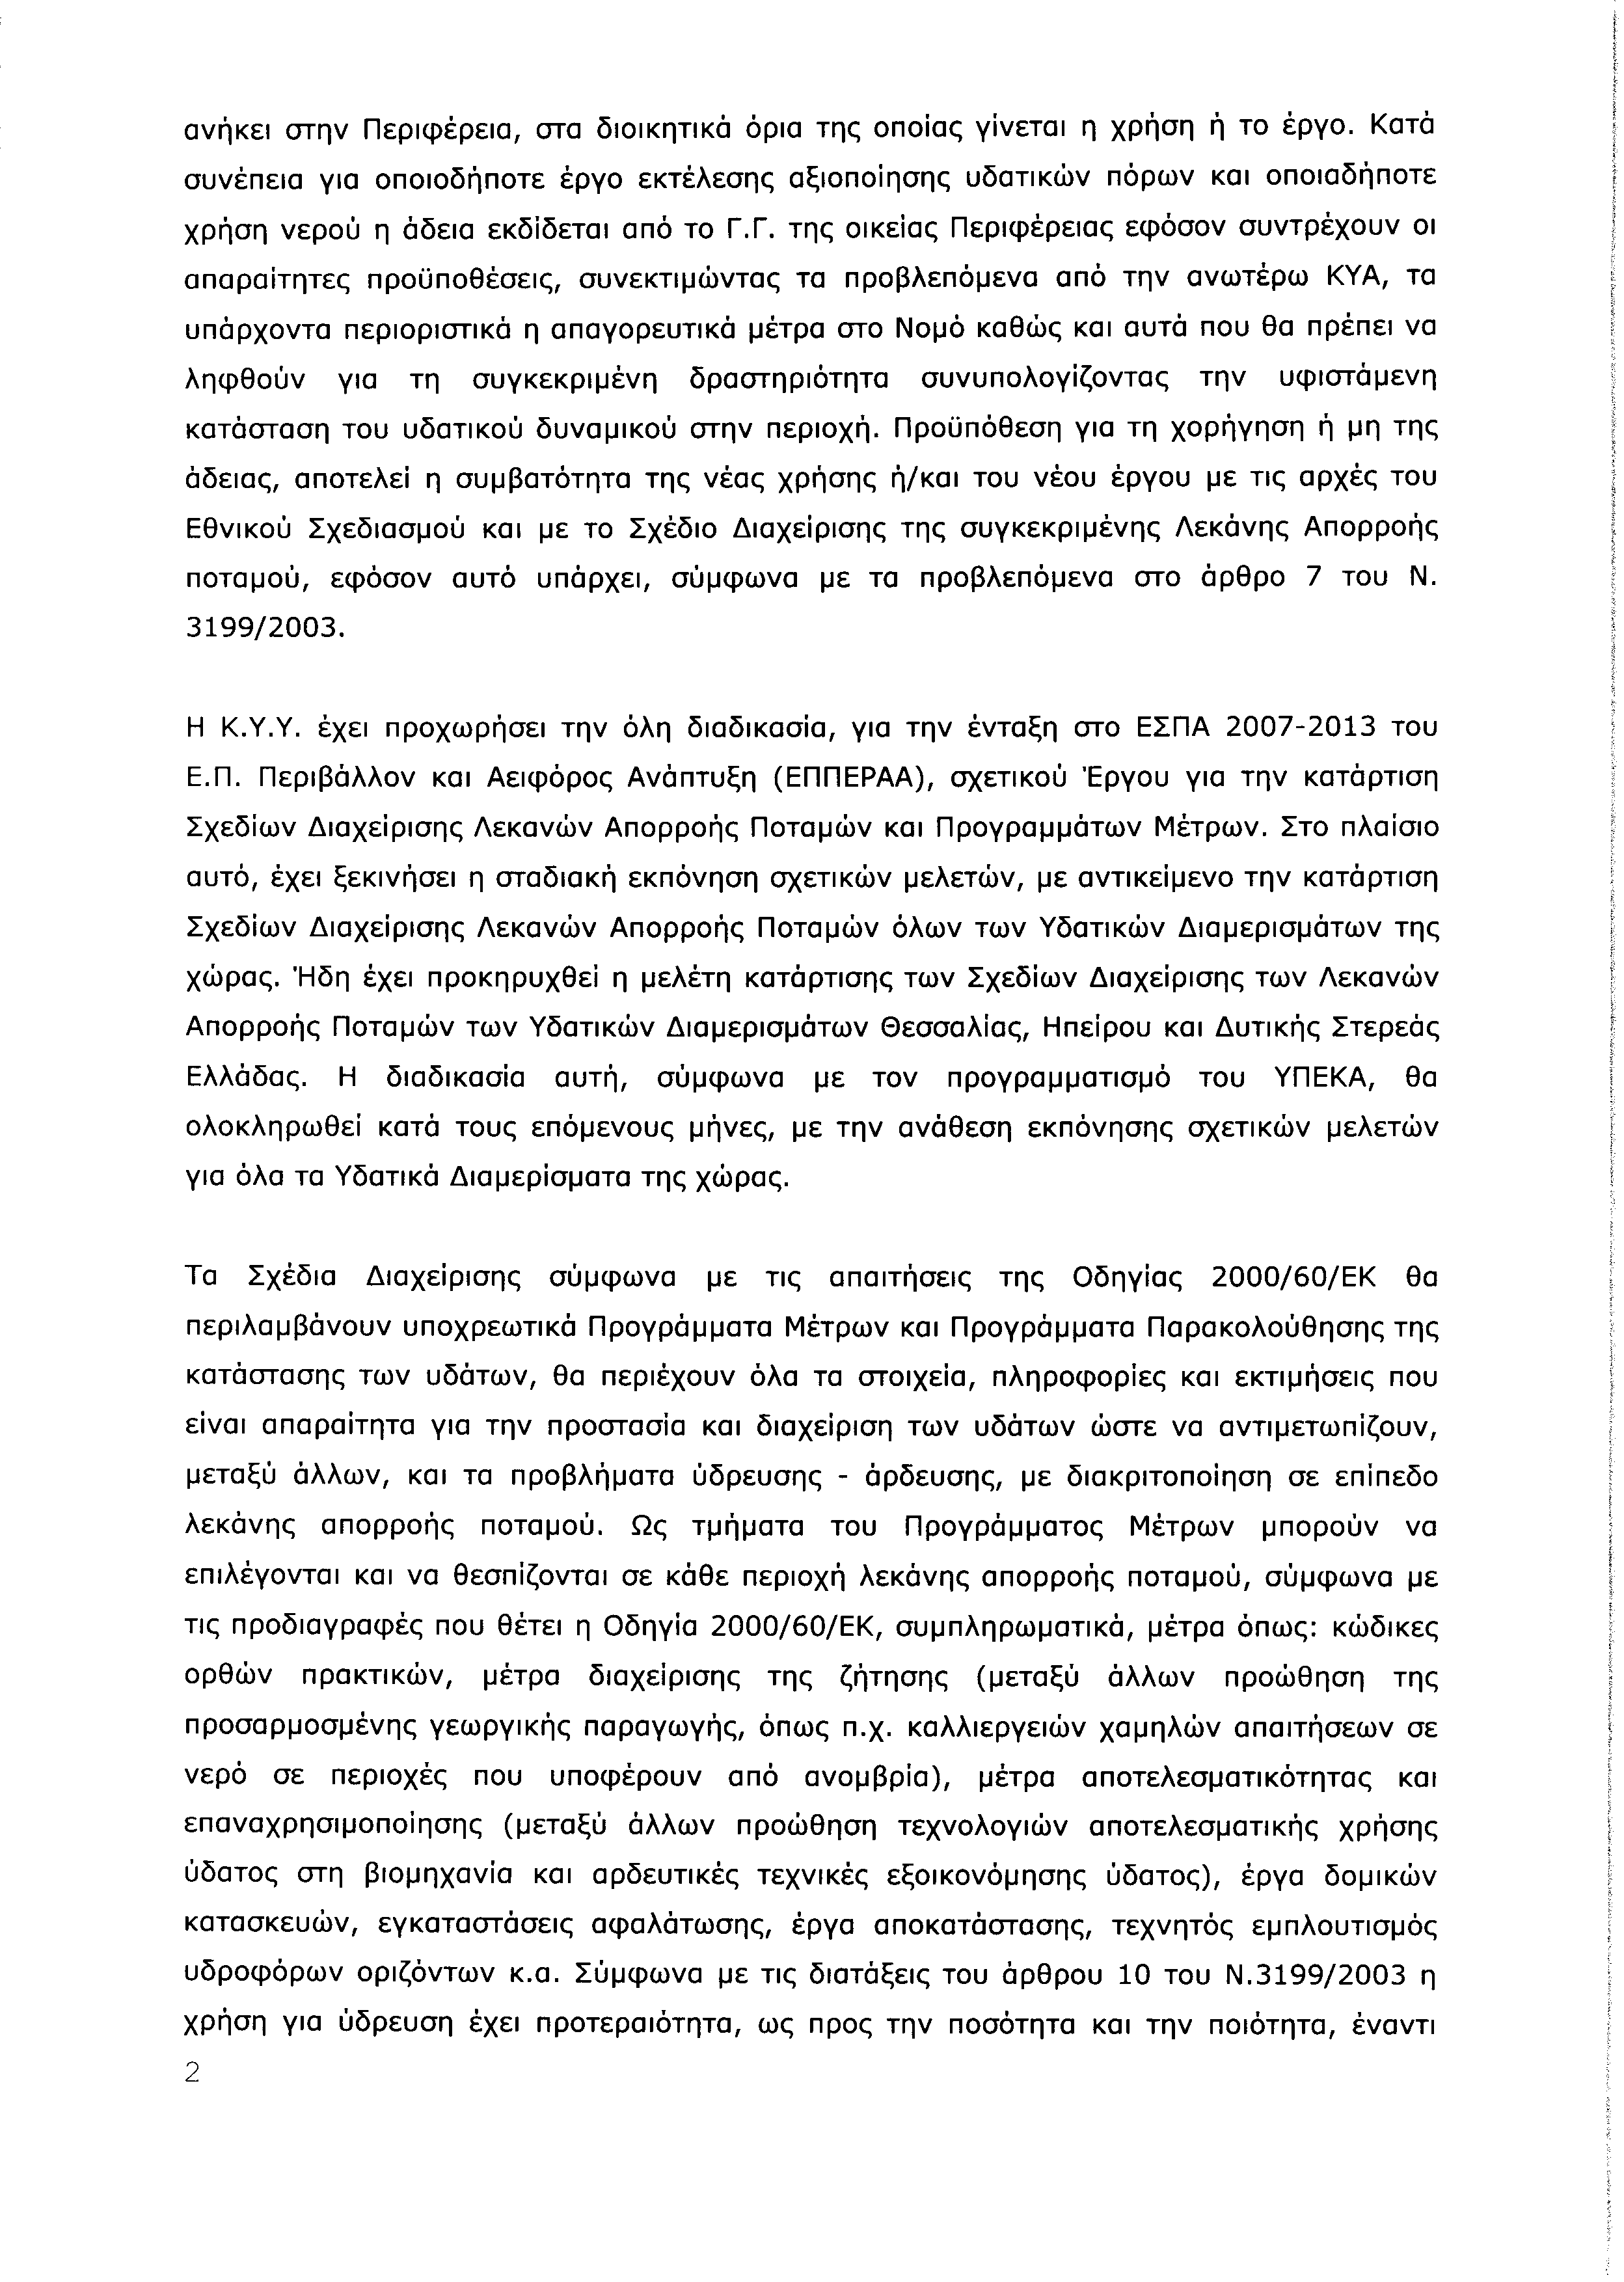 ανήκει στην Περιφέρεια, στα διοικητικά όρια της οποίας γίνεται η χρήση ή το έργο. Κατά
συνέπεια για οποιοδήποτε έργο εκτέλεσης αξιοποίησης υδατικών πόρων και οποιαδήποτε
χρήση νερού η άδεια εκδίδεται από το Γ.Γ. της οικείας Περιφέρειας εφόσον συντρέχουν οι
απαραίτητες προϋποθέσεις, συνεκτιμώντας τα προβλεπόμενα από την ανωτέρω ΚΥΑ, τα
υπάρχοντα περιοριστικά η απαγορευτικά μέτρα στο Νομό καθώς και αυτά που θα πρέπει να
ληφθούν για τη συγκεκριμένη δραστηριότητα συνυπολογίζοντας την υφιστάμενη
κατάσταση του υδατικού δυναμικού στην περιοχή. Προϋπόθεση για τη χορήγηση ή μη της
άδειας, αποτελεί η συμβατότητα της νέας χρήσης ή/και του νέου έργου με τις αρχές του
Εθνικού Σχεδιασμού και με το Σχέδιο Διαχείρισης της συγκεκριμένης Λεκάνης Απορροής
ποταμού, εφόσον αυτό υπάρχει, σύμφωνα με τα προβλεπόμενα στο άρθρο 7 του Ν.
3199/2003.
Η Κ.Υ.Υ. έχει προχωρήσει την όλη διαδικασία, για την ένταξη στο ΕΣΠΑ 2007-2013 του
Ε.Π. Περιβάλλον και Αειφόρος Ανάπτυξη (ΕΠΠΕΡΑΑ), σχετικού Έργου για την κατάρτιση
Σχεδίων Διαχείρισης Λεκανών Απορροής Ποταμών και Προγραμμάτων Μέτρων. Στο πλαίσιο
αυτό, έχει ξεκινήσει η σταδιακή εκπόνηση σχετικών μελετών, με αντικείμενο την κατάρτιση
Σχεδίων Διαχείρισης Λεκανών Απορροής Ποταμών όλων των Υδατικών Διαμερισμάτων της
χώρας. Ήδη έχει προκηρυχθεί η μελέτη κατάρτισης των Σχεδίων Διαχείρισης των Λεκανών
Απορροής Ποταμών των Υδατικών Διαμερισμάτων Θεσσαλίας, Ηπείρου και Δυτικής Στερεάς
Ελλάδας. Η διαδικασία αυτή, σύμφωνα με τον προγραμματισμό του ΥΠΕΚΑ, θα
ολοκληρωθεί κατά τους επόμενους μήνες, με την ανάθεση εκπόνησης σχετικών μελετών
για όλα τα Υδατικά Διαμερίσματα της χώρας.
Τα Σχέδια Διαχείρισης σύμφωνα με τις απαιτήσεις της Οδηγίας 2000/60/ΕΚ θα
περιλαμβάνουν υποχρεωτικά Προγράμματα Μέτρων και Προγράμματα Παρακολούθησης της
κατάστασης των υδάτων, θα περιέχουν όλα τα στοιχεία, πληροφορίες και εκτιμήσεις που
είναι απαραίτητα για την προστασία και διαχείριση των υδάτων ώστε να αντιμετωπίζουν,
μεταξύ άλλων, και τα προβλήματα ύδρευσης - άρδευσης, με διακριτοποίηση σε επίπεδο
λεκάνης απορροής ποταμού. Ως τμήματα του Προγράμματος Μέτρων μπορούν να
επιλέγονται και να θεσπίζονται σε κάθε περιοχή λεκάνης απορροής ποταμού, σύμφωνα με
τις προδιαγραφές που θέτει η Οδηγία 2000/60/ΕΚ, συμπληρωματικά, μέτρα όπως: κώδικες
ορθών πρακτικών, μέτρα διαχείρισης της ζήτησης (μεταξύ άλλων προώθηση της
προσαρμοσμένης γεωργικής παραγωγής, όπως π.χ. καλλιεργειών χαμηλών απαιτήσεων σε
νερό σε περιοχές που υποφέρουν από ανομβρία), μέτρα αποτελεσματικότητας και
επαναχρησιμοποίησης (μεταξύ άλλων προώθηση τεχνολογιών αποτελεσματικής χρήσης
ύδατος στη βιομηχανία και αρδευτικές τεχνικές εξοικονόμησης ύδατος), έργα δομικών
κατασκευών, εγκαταστάσεις αφαλάτωσης, έργα αποκατάστασης, τεχνητός εμπλουτισμός
υδροφόρων οριζόντων κ.α. Σύμφωνα με τις διατάξεις του άρθρου 10 του Ν.3199/2003 η
χρήση για ύδρευση έχει προτεραιότητα, ως προς την ποσότητα και την ποιότητα, έναντι
2